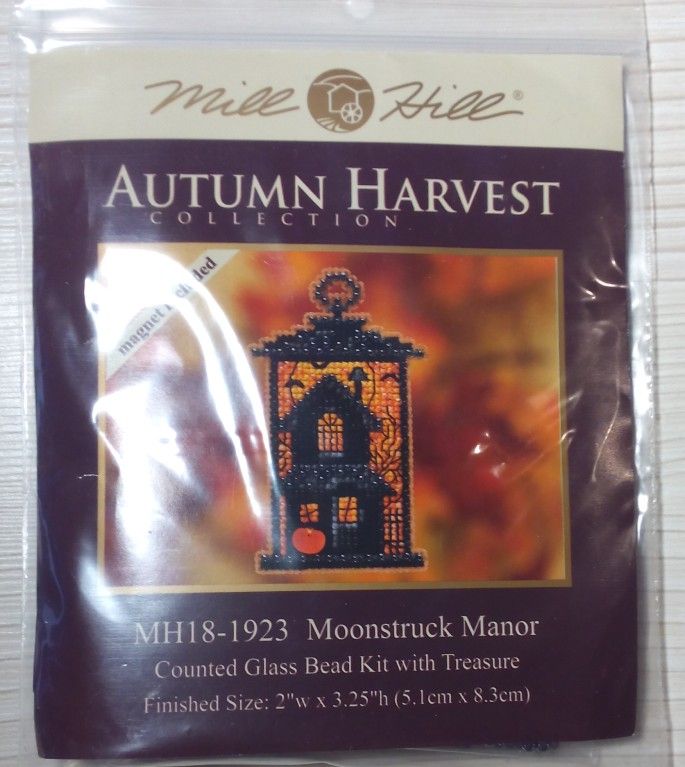 Mill Hill®
AUTUMN HARVEST
COLLECTION
magnet included
MH18-1923 Moonstruck Manor
Counted Glass Bead Kit with Treasure
Finished Size: 2"w x 3.25"h (5.1cm x 8.3cm)